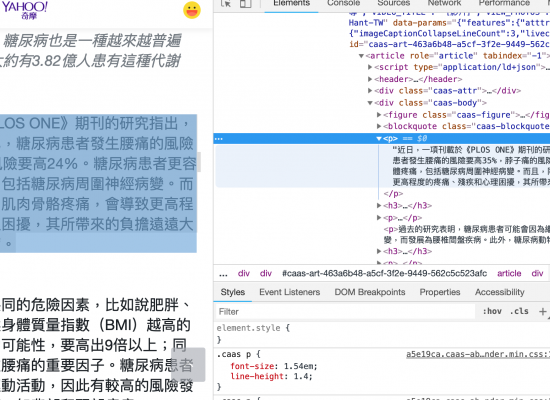 YAHOO!
奇摩
糖尿病也是一種越來越普遍
約有3.82億人患有這種代謝
LOS ONE》期刊的研究指出，
，糖尿病患者發生腰痛的風
風險要高24%。糖尿病患者更容
包括糖尿病周圍神經病變。而
肌肉骨骼疼痛，會導致更高程
困擾，其所帶來的負擔遠遠大
。
同的危險因素，比如說肥胖、
身體質量指數（BMI）越高的
可能性，要高出9倍以上；同
腰痛的重要因子。糖尿病患者
動活動，因此有較高的風險發
Elements Console Sources
Hant-TW" data-params="{"feature":{"attr
{"imageCaptionCollapseLineCount":3,"livec
id="caas-art-463a6b48-a5cf-3f2e-9449-562c
▼<article role="article" tabindex="-1">
▶<script type="application/ld+json">…
▶<header>…</header>
▶<div class="caas-attr">…</div>
▼<div class="caas-body">
▶<figure class="caas-figure">…</fig
▶<blockquote class="caas-blockquote
… ▼<p> == $0
"近日，一項刊載於《PLOS ONE》期刊的研
患者發生腰痛的風險要高35%，脖子痛的風
體疼痛，包括糖尿病周圍神經病變。而且，
更高程度的疼痛、殘疾和心理困擾，其所帶
</p>
▶<h3>…</h3>
▶<p>…</p>
<p>過去的研究表明，糖尿病患者可能會因為
變，而發展為腰椎間盤疾病。此外，糖尿病動
</p>
▶<h3>…</h3>
… div div #caas-art-463a6b48-a5cf-3f2e-9449-562c5c523afc article div
Styles Event Listeners DOM Breakpoints Properties Accessibility
Filter :hov .cls +
element.style {
}
.caas p { a5e19ca.caas-ab…nder.min.css:1
font-size: 1.54em;
line-height: 1.4;
}